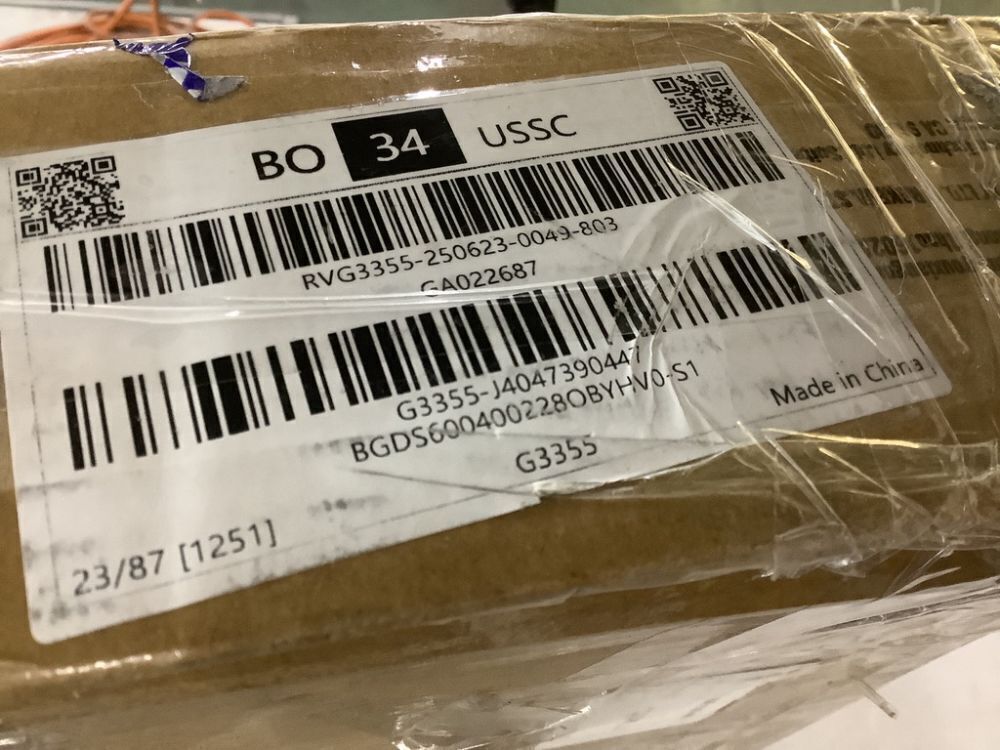 BO 34 USSC
RVG3355-250623-0049-803
GA022687
G3355-J4047390447
BGDS600400228OBYHV0-S1
G3355
Made in China
23/87 [1251]